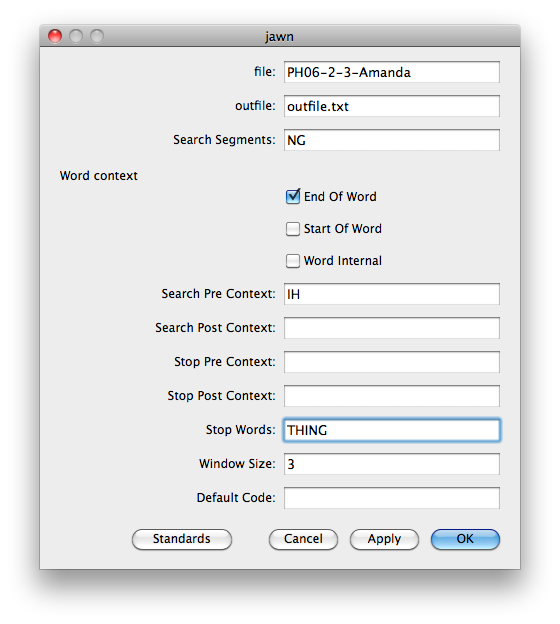 jawn
file: PH06-2-3-Amanda
outfile: outfile.txt
Search Segments: NG
Word context
End Of Word
Start Of Word
Word Internal
Search Pre Context: IH
Search Post Context:
Stop Pre Context:
Stop Post Context:
Stop Words: THING
Window Size: 3
Default Code:
Standards Cancel Apply OK